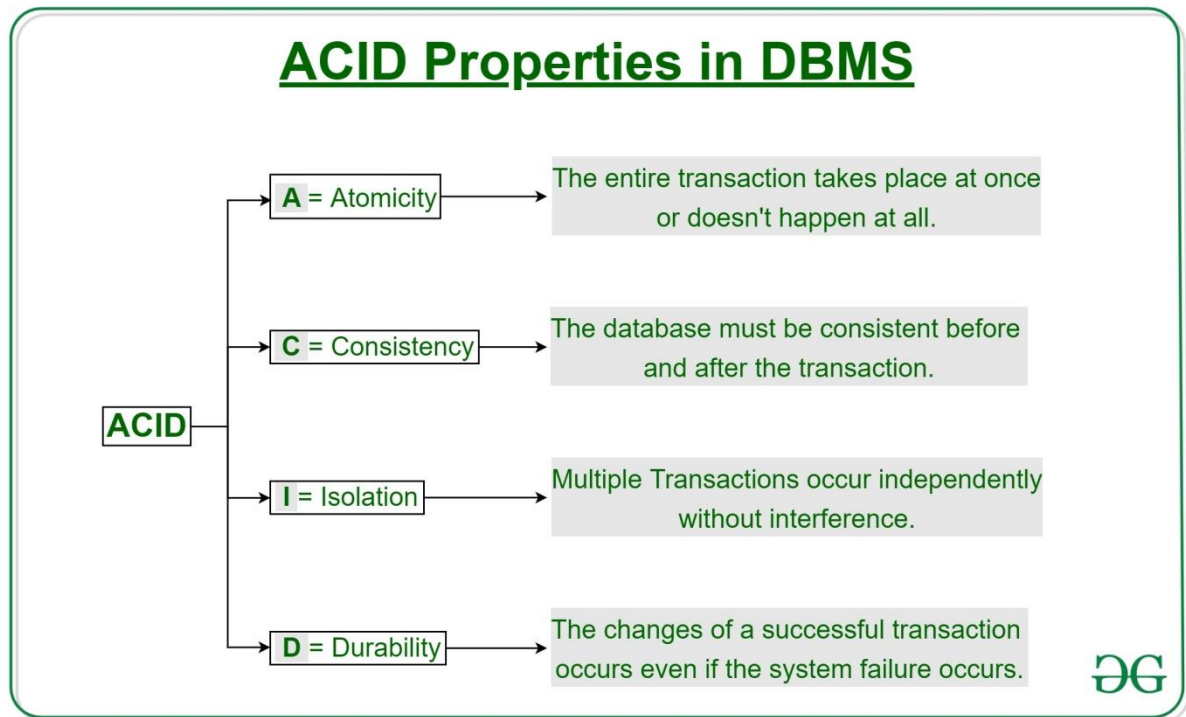 ACID Properties in DBMS
A = Atomicity
The entire transaction takes place at once
or doesn't happen at all.
C = Consistency
The database must be consistent before
and after the transaction.
ACID
I = Isolation
Multiple Transactions occur independently
without interference.
D = Durability
The changes of a successful transaction
occurs even if the system failure occurs.